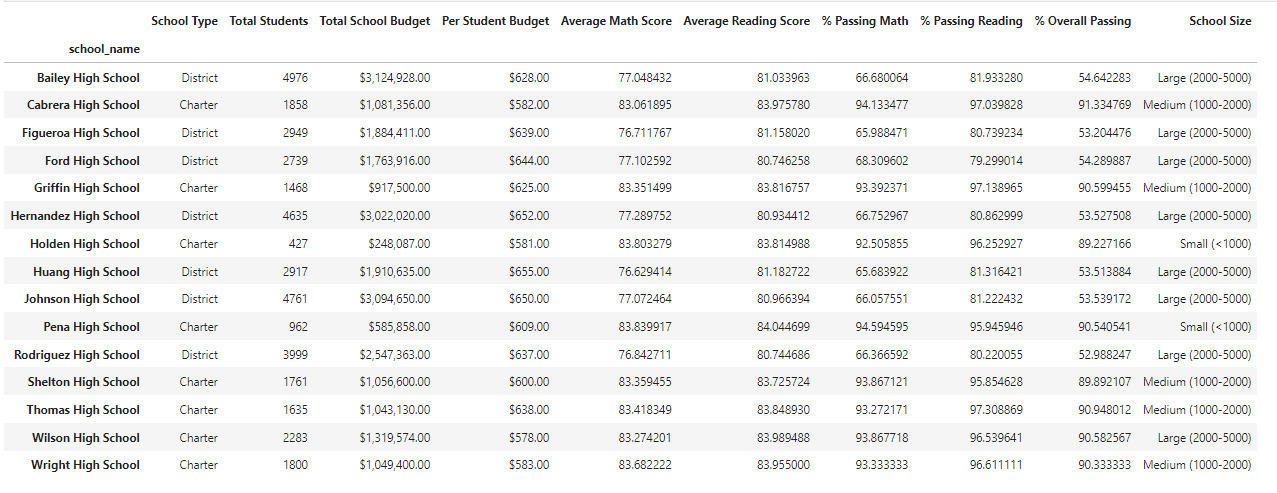 School Type Total Students Total School Budget Per Student Budget Average Math Score Average Reading Score % Passing Math % Passing Reading % Overall Passing School Size
school_name
Bailey High School District 4976 $3,124,928.00 $628.00 77.048432 81.033963 66.680064 81.933280 54.642283 Large (2000-5000)
Cabrera High School Charter 1858 $1,081,356.00 $582.00 83.061895 83.975780 94.133477 97.039828 91.334769 Medium (1000-2000)
Figueroa High School District 2949 $1,884,411.00 $639.00 76.711767 81.158020 65.988471 80.739234 53.204476 Large (2000-5000)
Ford High School District 2739 $1,763,916.00 $644.00 77.102592 80.746258 68.309602 79.299014 54.289887 Large (2000-5000)
Griffin High School Charter 1468 $917,500.00 $625.00 83.351499 83.816757 93.392371 97.138965 90.599455 Medium (1000-2000)
Hernandez High School District 4635 $3,022,020.00 $652.00 77.289752 80.934412 66.752967 80.862999 53.527508 Large (2000-5000)
Holden High School Charter 427 $248,087.00 $581.00 83.803279 83.814988 92.505855 96.252927 89.227166 Small (<1000)
Huang High School District 2917 $1,910,635.00 $655.00 76.629414 81.182722 65.683922 81.316421 53.513884 Large (2000-5000)
Johnson High School District 4761 $3,094,650.00 $650.00 77.072464 80.966394 66.057551 81.222432 53.539172 Large (2000-5000)
Pena High School Charter 962 $585,858.00 $609.00 83.839917 84.044699 94.594595 95.945946 90.540541 Small (<1000)
Rodriguez High School District 3999 $2,547,363.00 $637.00 76.842711 80.744686 66.366592 80.220055 52.988247 Large (2000-5000)
Shelton High School Charter 1761 $1,056,600.00 $600.00 83.359455 83.725724 93.867121 95.854628 89.892107 Medium (1000-2000)
Thomas High School Charter 1635 $1,043,130.00 $638.00 83.418349 83.848930 93.272171 97.308869 90.948012 Medium (1000-2000)
Wilson High School Charter 2283 $1,319,574.00 $578.00 83.274201 83.989488 93.867718 96.539641 90.582567 Large (2000-5000)
Wright High School Charter 1800 $1,049,400.00 $583.00 83.682222 83.955000 93.333333 96.611111 90.333333 Medium (1000-2000)